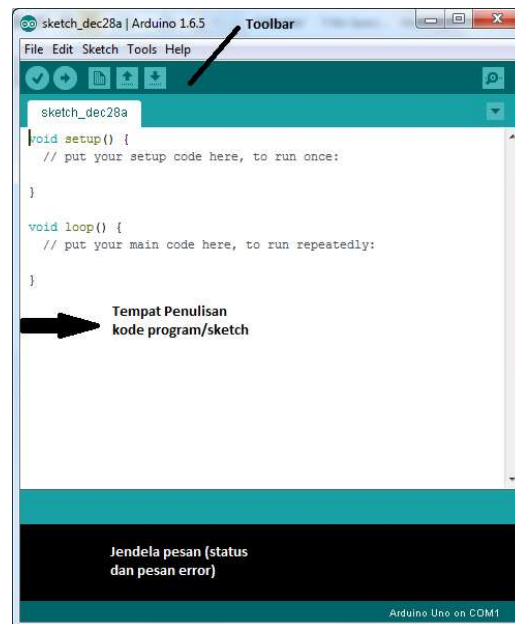 sketch_dec28a | Arduino 1.6.5
Toolbar
File Edit Sketch Tools Help
sketch_dec28a
void setup() {
// put your setup code here, to run once:
}
void loop() {
// put your main code here, to run repeatedly:
}
Tempat Penulisan
kode program/sketch
Jendela pesan (status
dan pesan error)
Arduino Uno on COM1